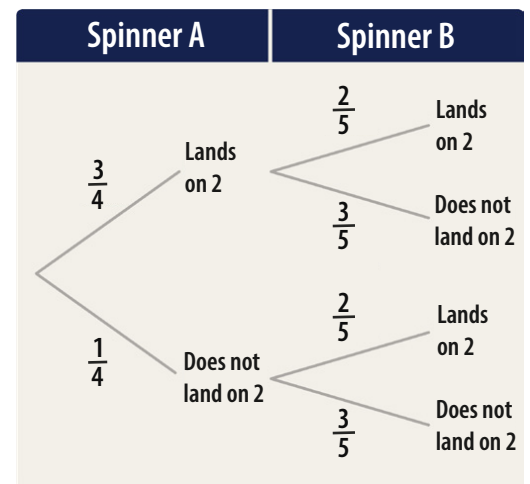 Spinner A
Spinner B
3/4
Lands
on 2
2/5
Lands
on 2
3/5
Does not
land on 2
1/4
Does not
land on 2
2/5
Lands
on 2
3/5
Does not
land on 2